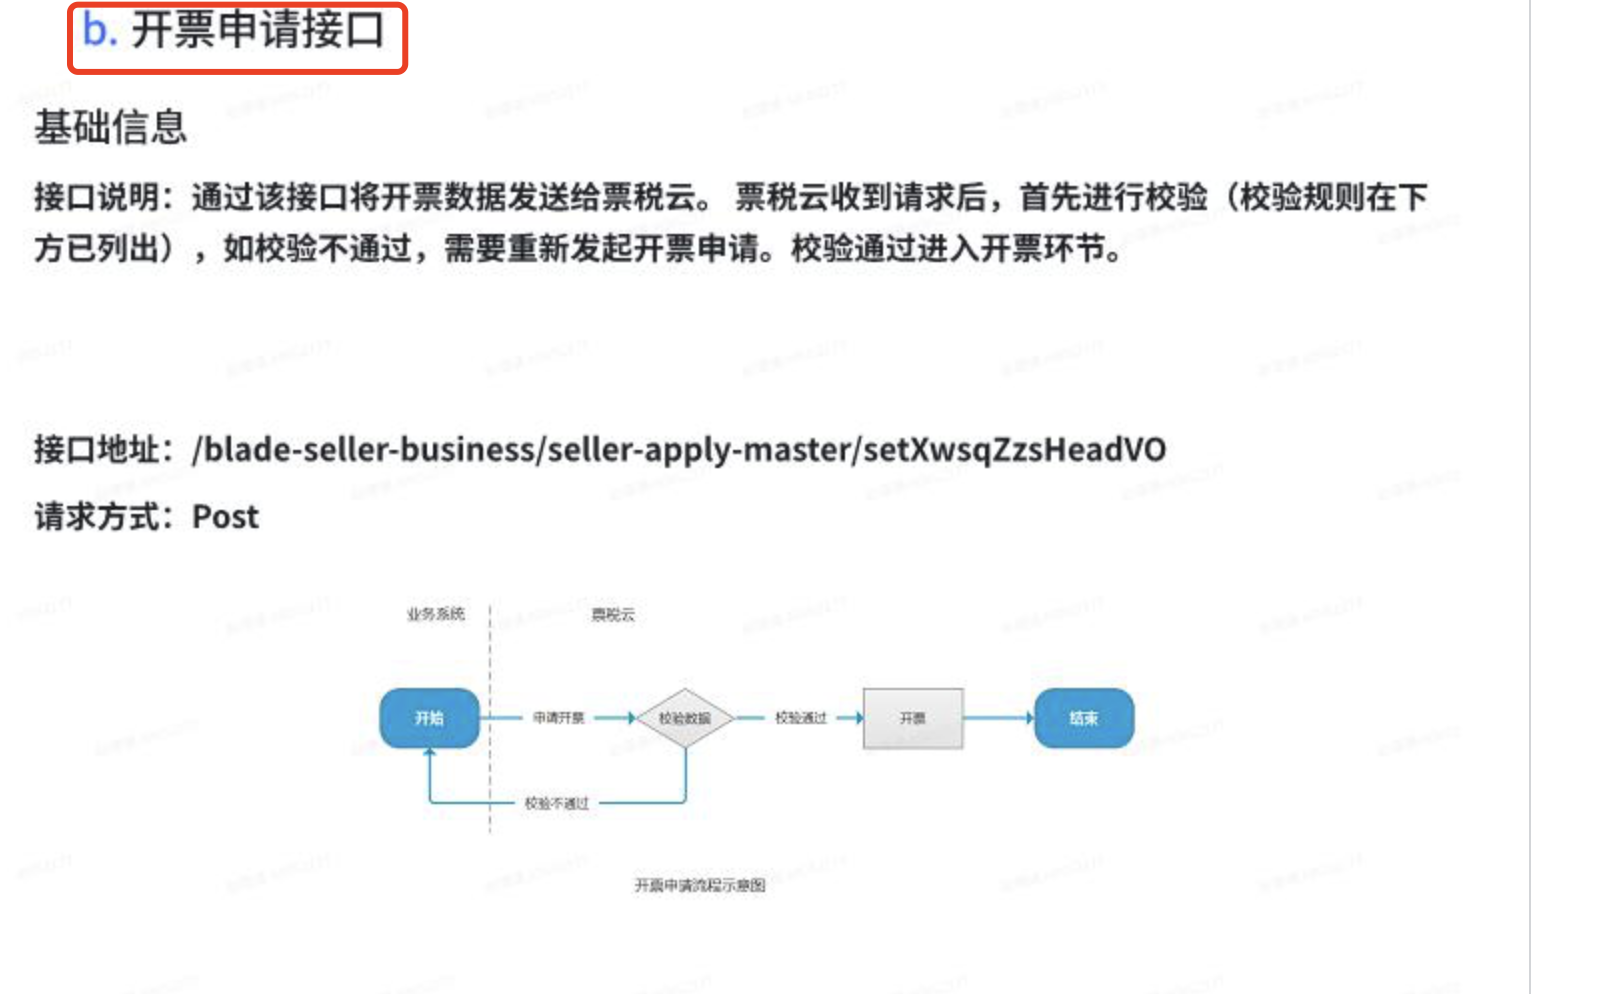 b. 开票申请接口
基础信息
接口说明：通过该接口将开票数据发送给票税云。 票税云收到请求后，首先进行校验（校验规则在下
方已列出），如校验不通过，需要重新发起开票申请。校验通过进入开票环节。
接口地址：/blade-seller-business/seller-apply-master/setXwsqZzsHeadVO
请求方式：Post
业务系统 票税云
开始 申请开票 校验数据 校验通过 开票 结束
校验不通过
开票申请流程示意图